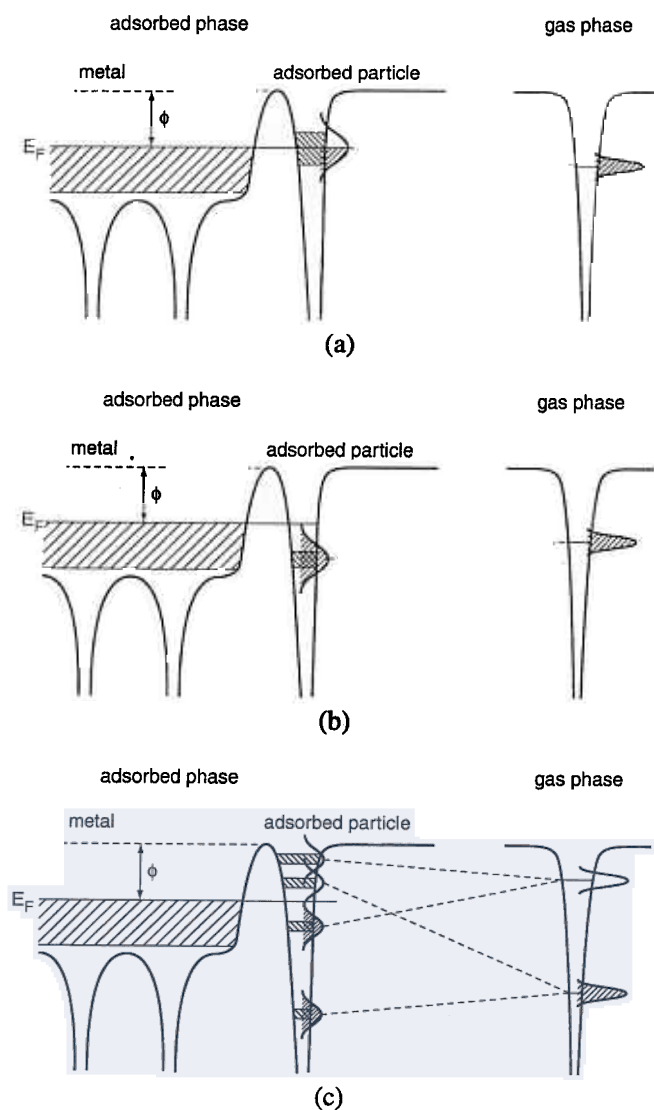 adsorbed phase gas phase
metal adsorbed particle
ϕ
E_F
(a)
adsorbed phase gas phase
metal adsorbed particle
ϕ
E_F
(b)
adsorbed phase gas phase
metal adsorbed particle
ϕ
E_F
(c)